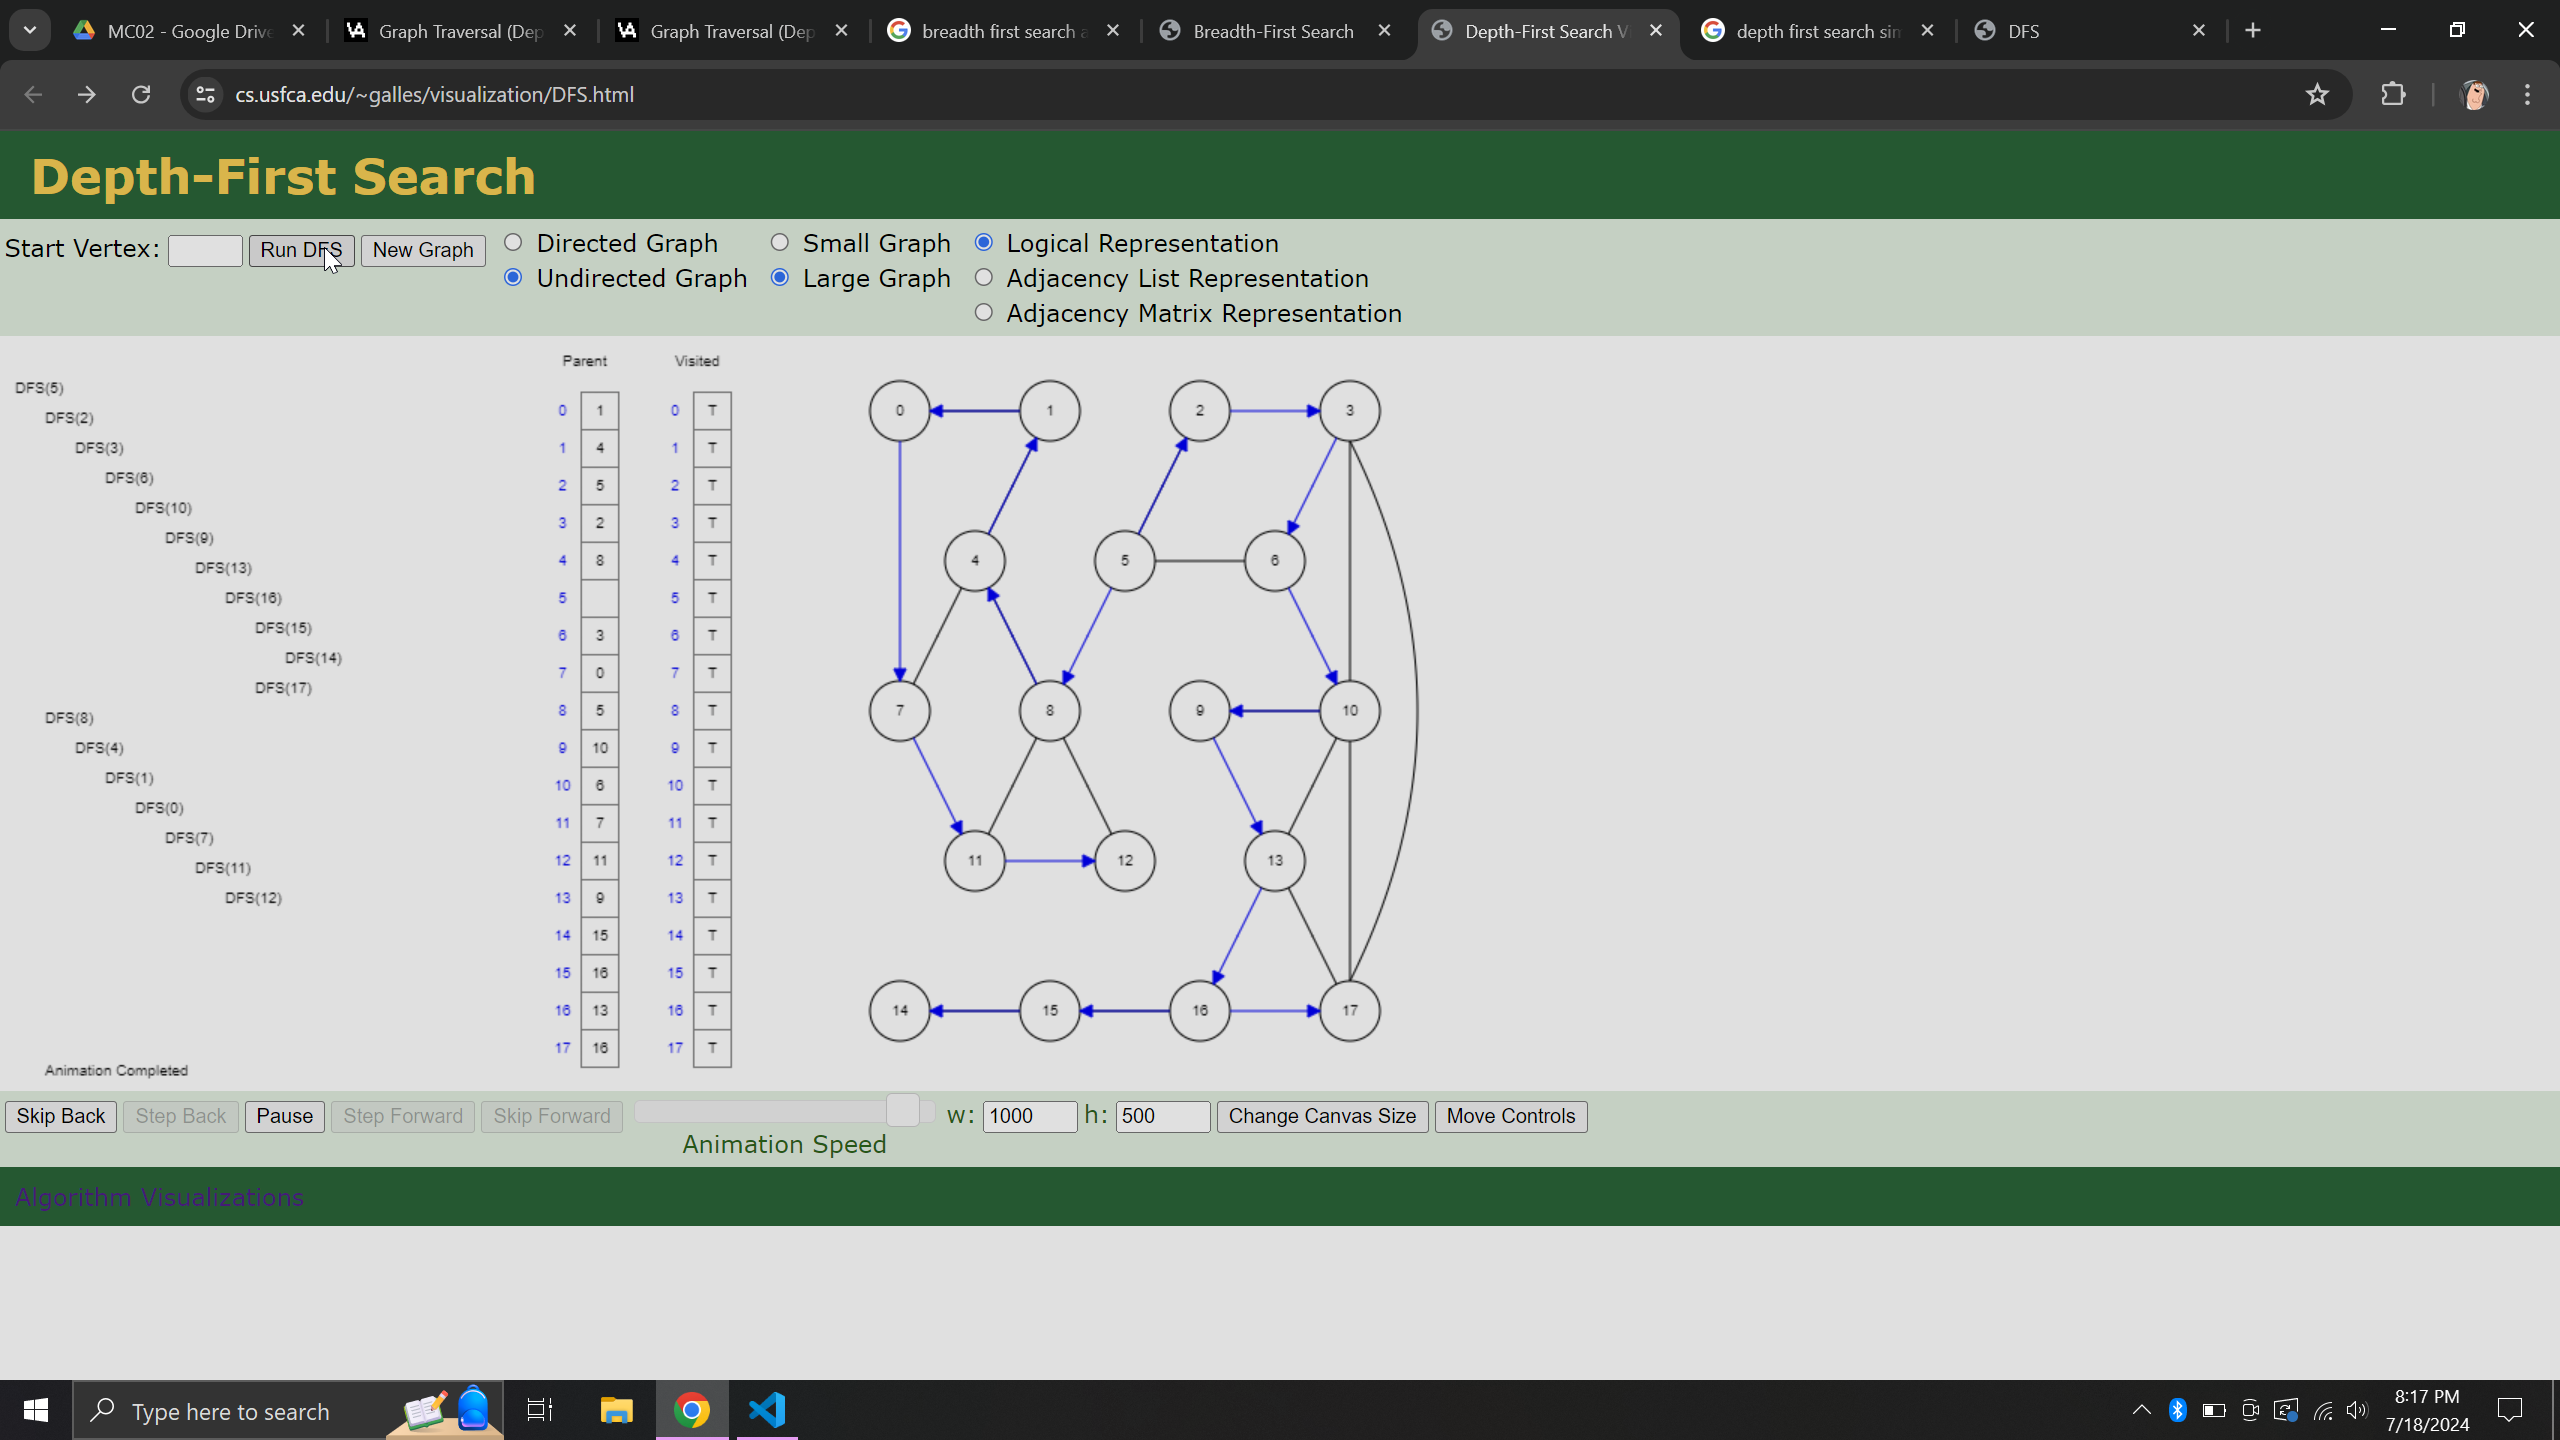 MC02 - Google Drive
Graph Traversal (Dep
Graph Traversal (Dep
breadth first search a
Breadth-First Search
Depth-First Search Vi
depth first search sim
DFS
cs.usfca.edu/~galles/visualization/DFS.html
Depth-First Search
Start Vertex: Run DFS New Graph
Directed Graph
Undirected Graph
Small Graph
Large Graph
Logical Representation
Adjacency List Representation
Adjacency Matrix Representation
DFS(5)
DFS(2)
DFS(3)
DFS(6)
DFS(10)
DFS(9)
DFS(13)
DFS(16)
DFS(15)
DFS(14)
DFS(17)
DFS(8)
DFS(4)
DFS(1)
DFS(0)
DFS(7)
DFS(11)
DFS(12)
Animation Completed
Parent Visited
0 1 0 T
1 4 1 T
2 5 2 T
3 2 3 T
4 8 4 T
5 5 T
6 3 6 T
7 0 7 T
8 5 8 T
9 10 9 T
10 6 10 T
11 7 11 T
12 11 12 T
13 9 13 T
14 15 14 T
15 16 15 T
16 13 16 T
17 16 17 T
0 1 2 3
4 5 6
7 8 9 10
11 12 13
14 15 16 17
Skip Back Step Back Pause Step Forward Skip Forward w: 1000 h: 500 Change Canvas Size Move Controls
Animation Speed
Algorithm Visualizations
Type here to search
8:17 PM
7/18/2024